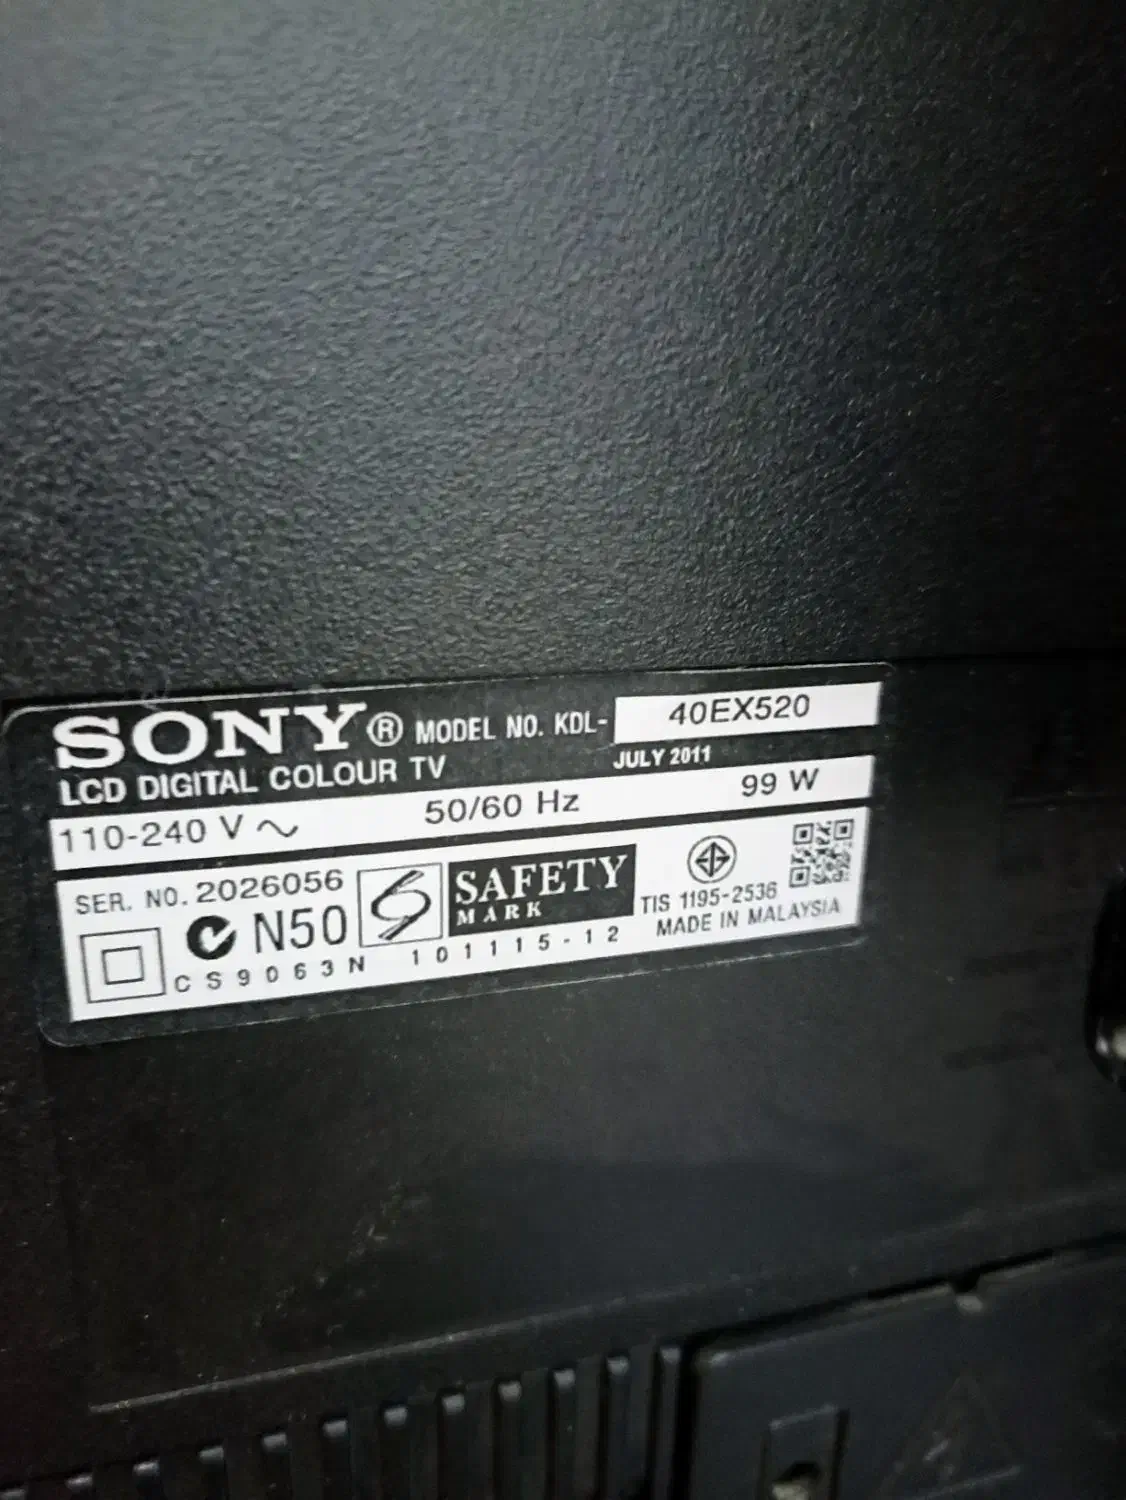 SONY® MODEL NO. KDL- 40EX520
LCD DIGITAL COLOUR TV
JULY 2011
110-240 V ~ 50/60 Hz 99 W
SER. NO. 2026056
N50
SAFETY
MARK
TIS 1195-2536
MADE IN MALAYSIA
CS9063N 101115-12